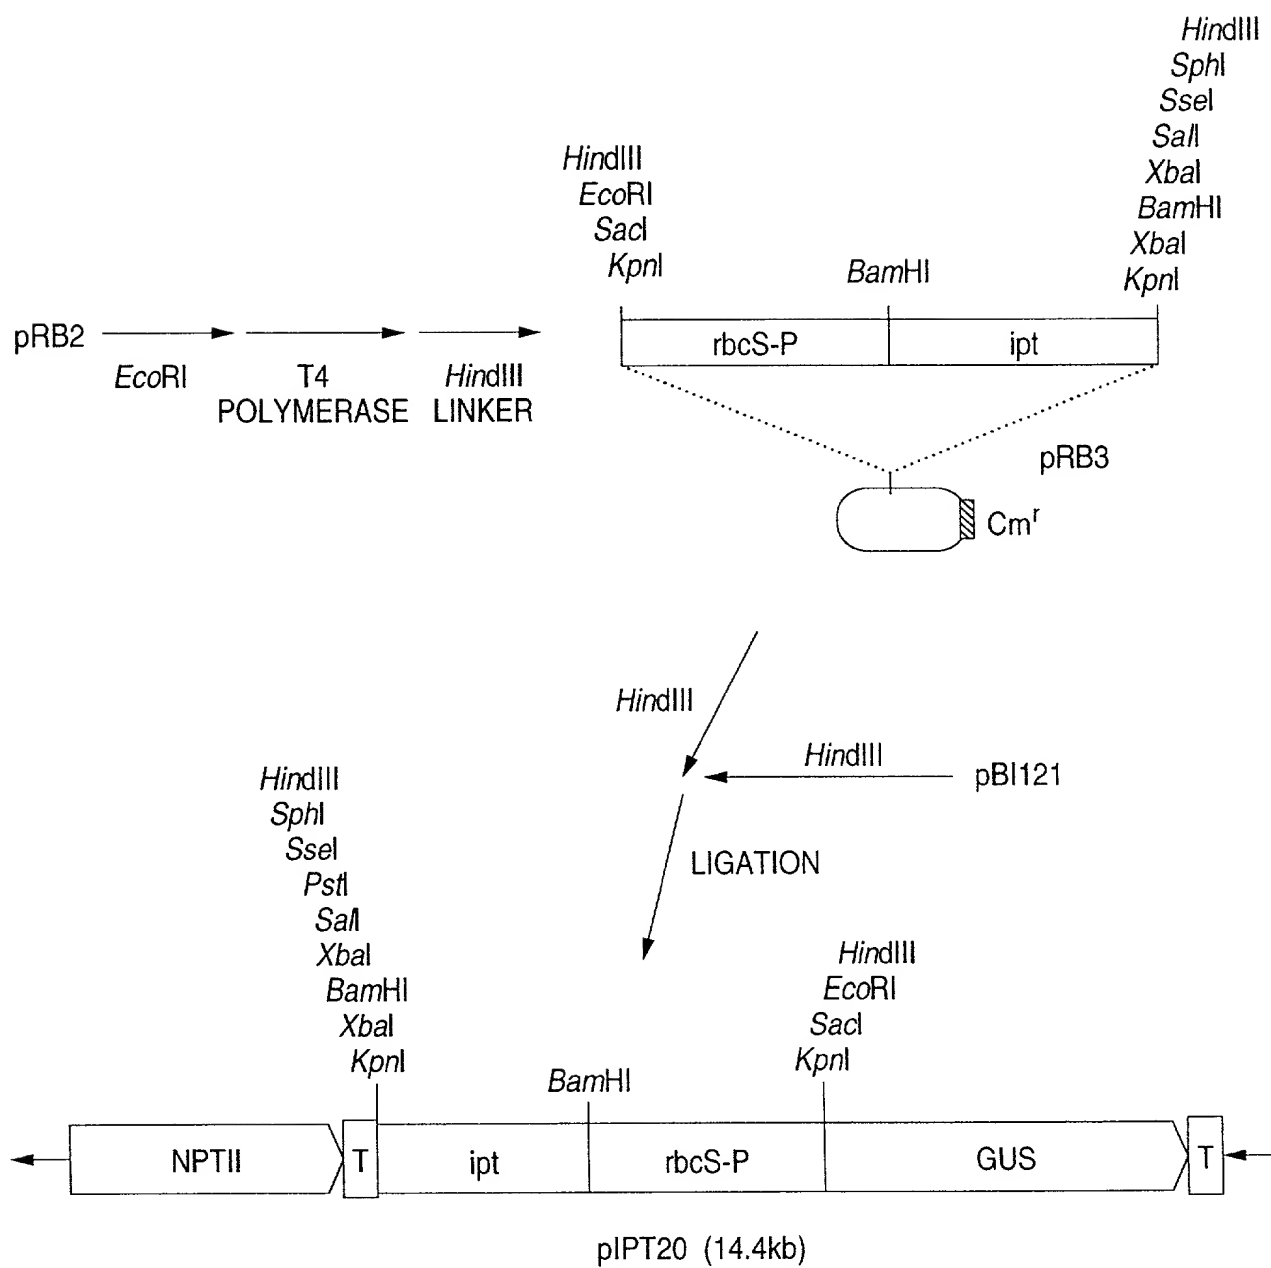 HindIII
SphI
SseI
SalI
XbaI
BamHI
XbaI
KpnI
HindIII
EcoRI
SacI
KpnI
BamHI
pRB2
EcoRI
T4
POLYMERASE
HindIII
LINKER
rbcS-P
ipt
pRB3
Cmʳ
HindIII
HindIII
pBI121
LIGATION
HindIII
SphI
SseI
PstI
SalI
XbaI
BamHI
XbaI
KpnI
BamHI
HindIII
EcoRI
SacI
KpnI
NPTII
T
ipt
rbcS-P
GUS
T
pIPT20 (14.4kb)